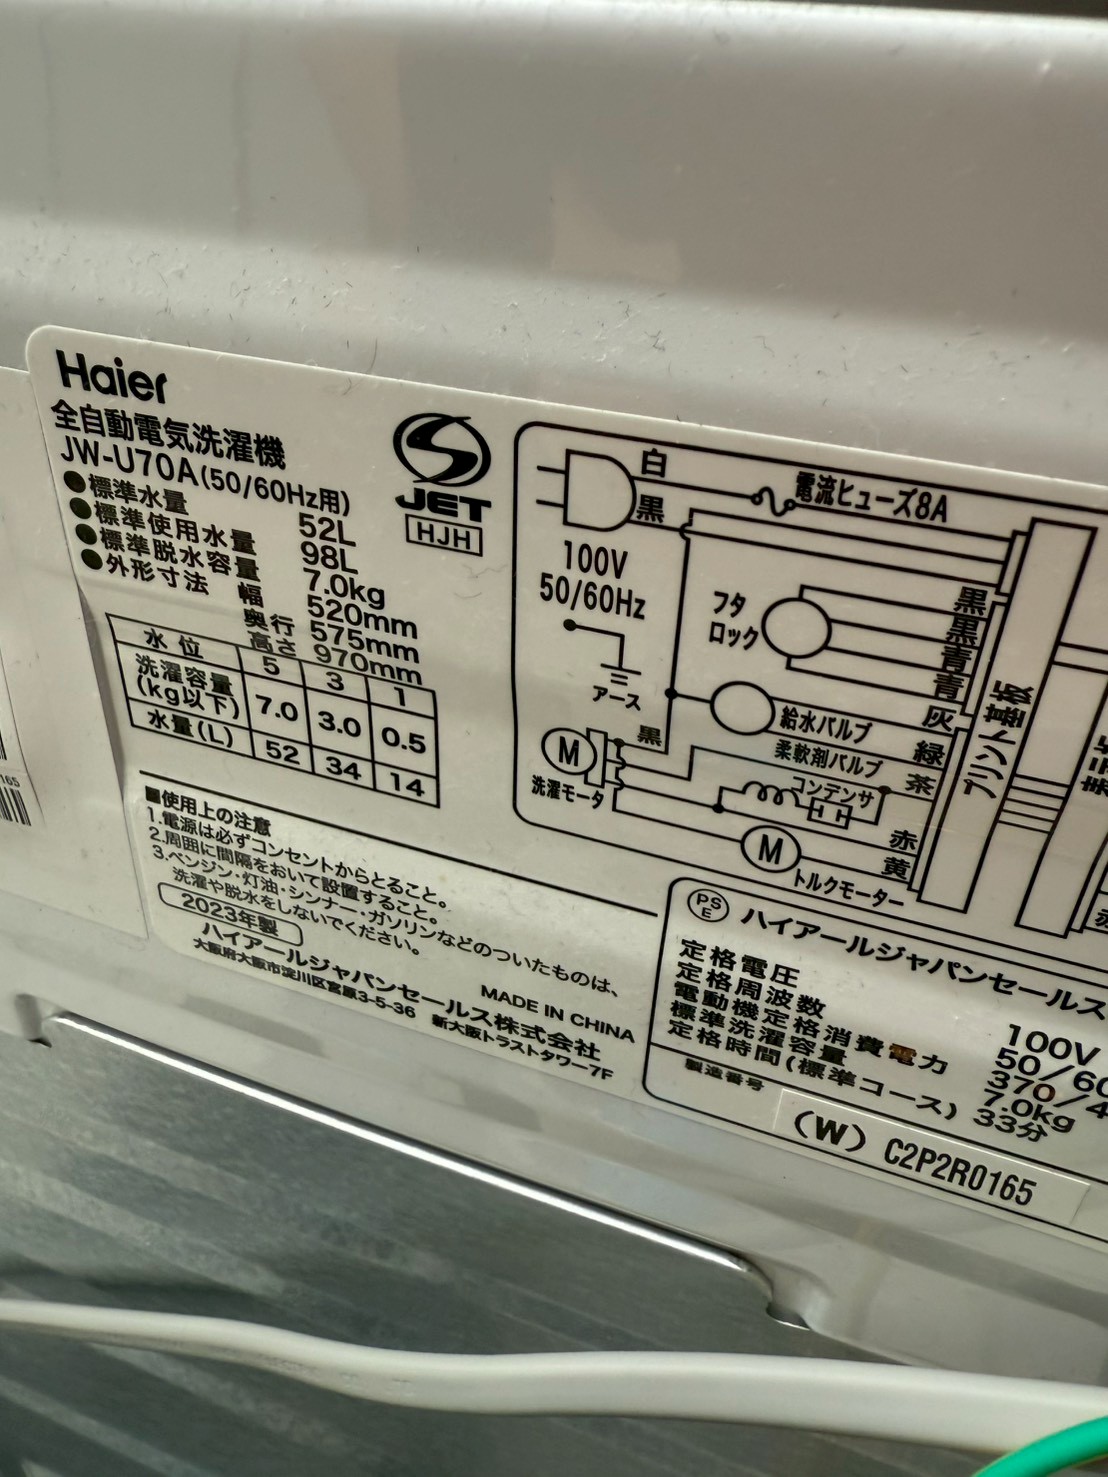 Haier
全自動電気洗濯機
JW-U70A(50/60Hz用)
●標準水量 52L
●標準使用水量 98L
●標準脱水容量 7.0kg
●外形寸法 幅 520mm
奥行 575mm
高さ 970mm
水位 5 3 1
洗濯容量(kg以下) 7.0 3.0 0.5
水量(L) 52 34 14
JET
HJH
■使用上の注意
1.電源は必ずコンセントからとること。
2.周囲に間隔をおいて設置すること。
3.ベンジン・灯油・シンナー・ガソリンなどのついたものは、
洗濯や脱水をしないでください。
2023年製
MADE IN CHINA
ハイアールジャパンセールス株式会社
大阪府大阪市淀川区宮原3-5-36 新大阪トラストタワー7F
白
黒
電流ヒューズ8A
100V
50/60Hz
アース
フタ
ロック
黒
黒
青
青
灰
給水バルブ
緑
柔軟剤バルブ
茶
コンデンサ
黒
M
洗濯モータ
赤
黄
M
トルクモーター
プリント基板
PS
E
ハイアールジャパンセールス
定格電圧 100V
定格周波数 50/60
電動機定格消費電力 370/4
標準洗濯容量 7.0kg
定格時間(標準コース) 33分
製造番号
(W) C2P2R0165
165